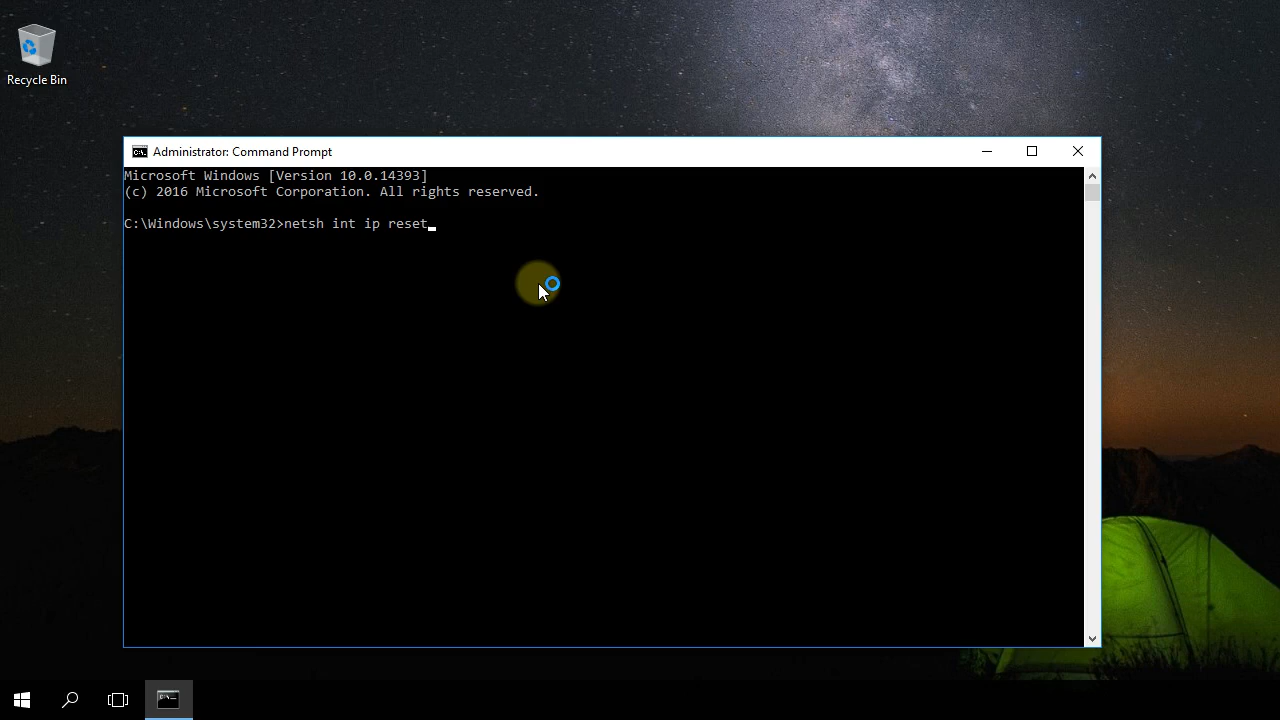 Recycle Bin
Administrator: Command Prompt
Microsoft Windows [Version 10.0.14393]
(c) 2016 Microsoft Corporation. All rights reserved.
C:\Windows\system32>netsh int ip reset